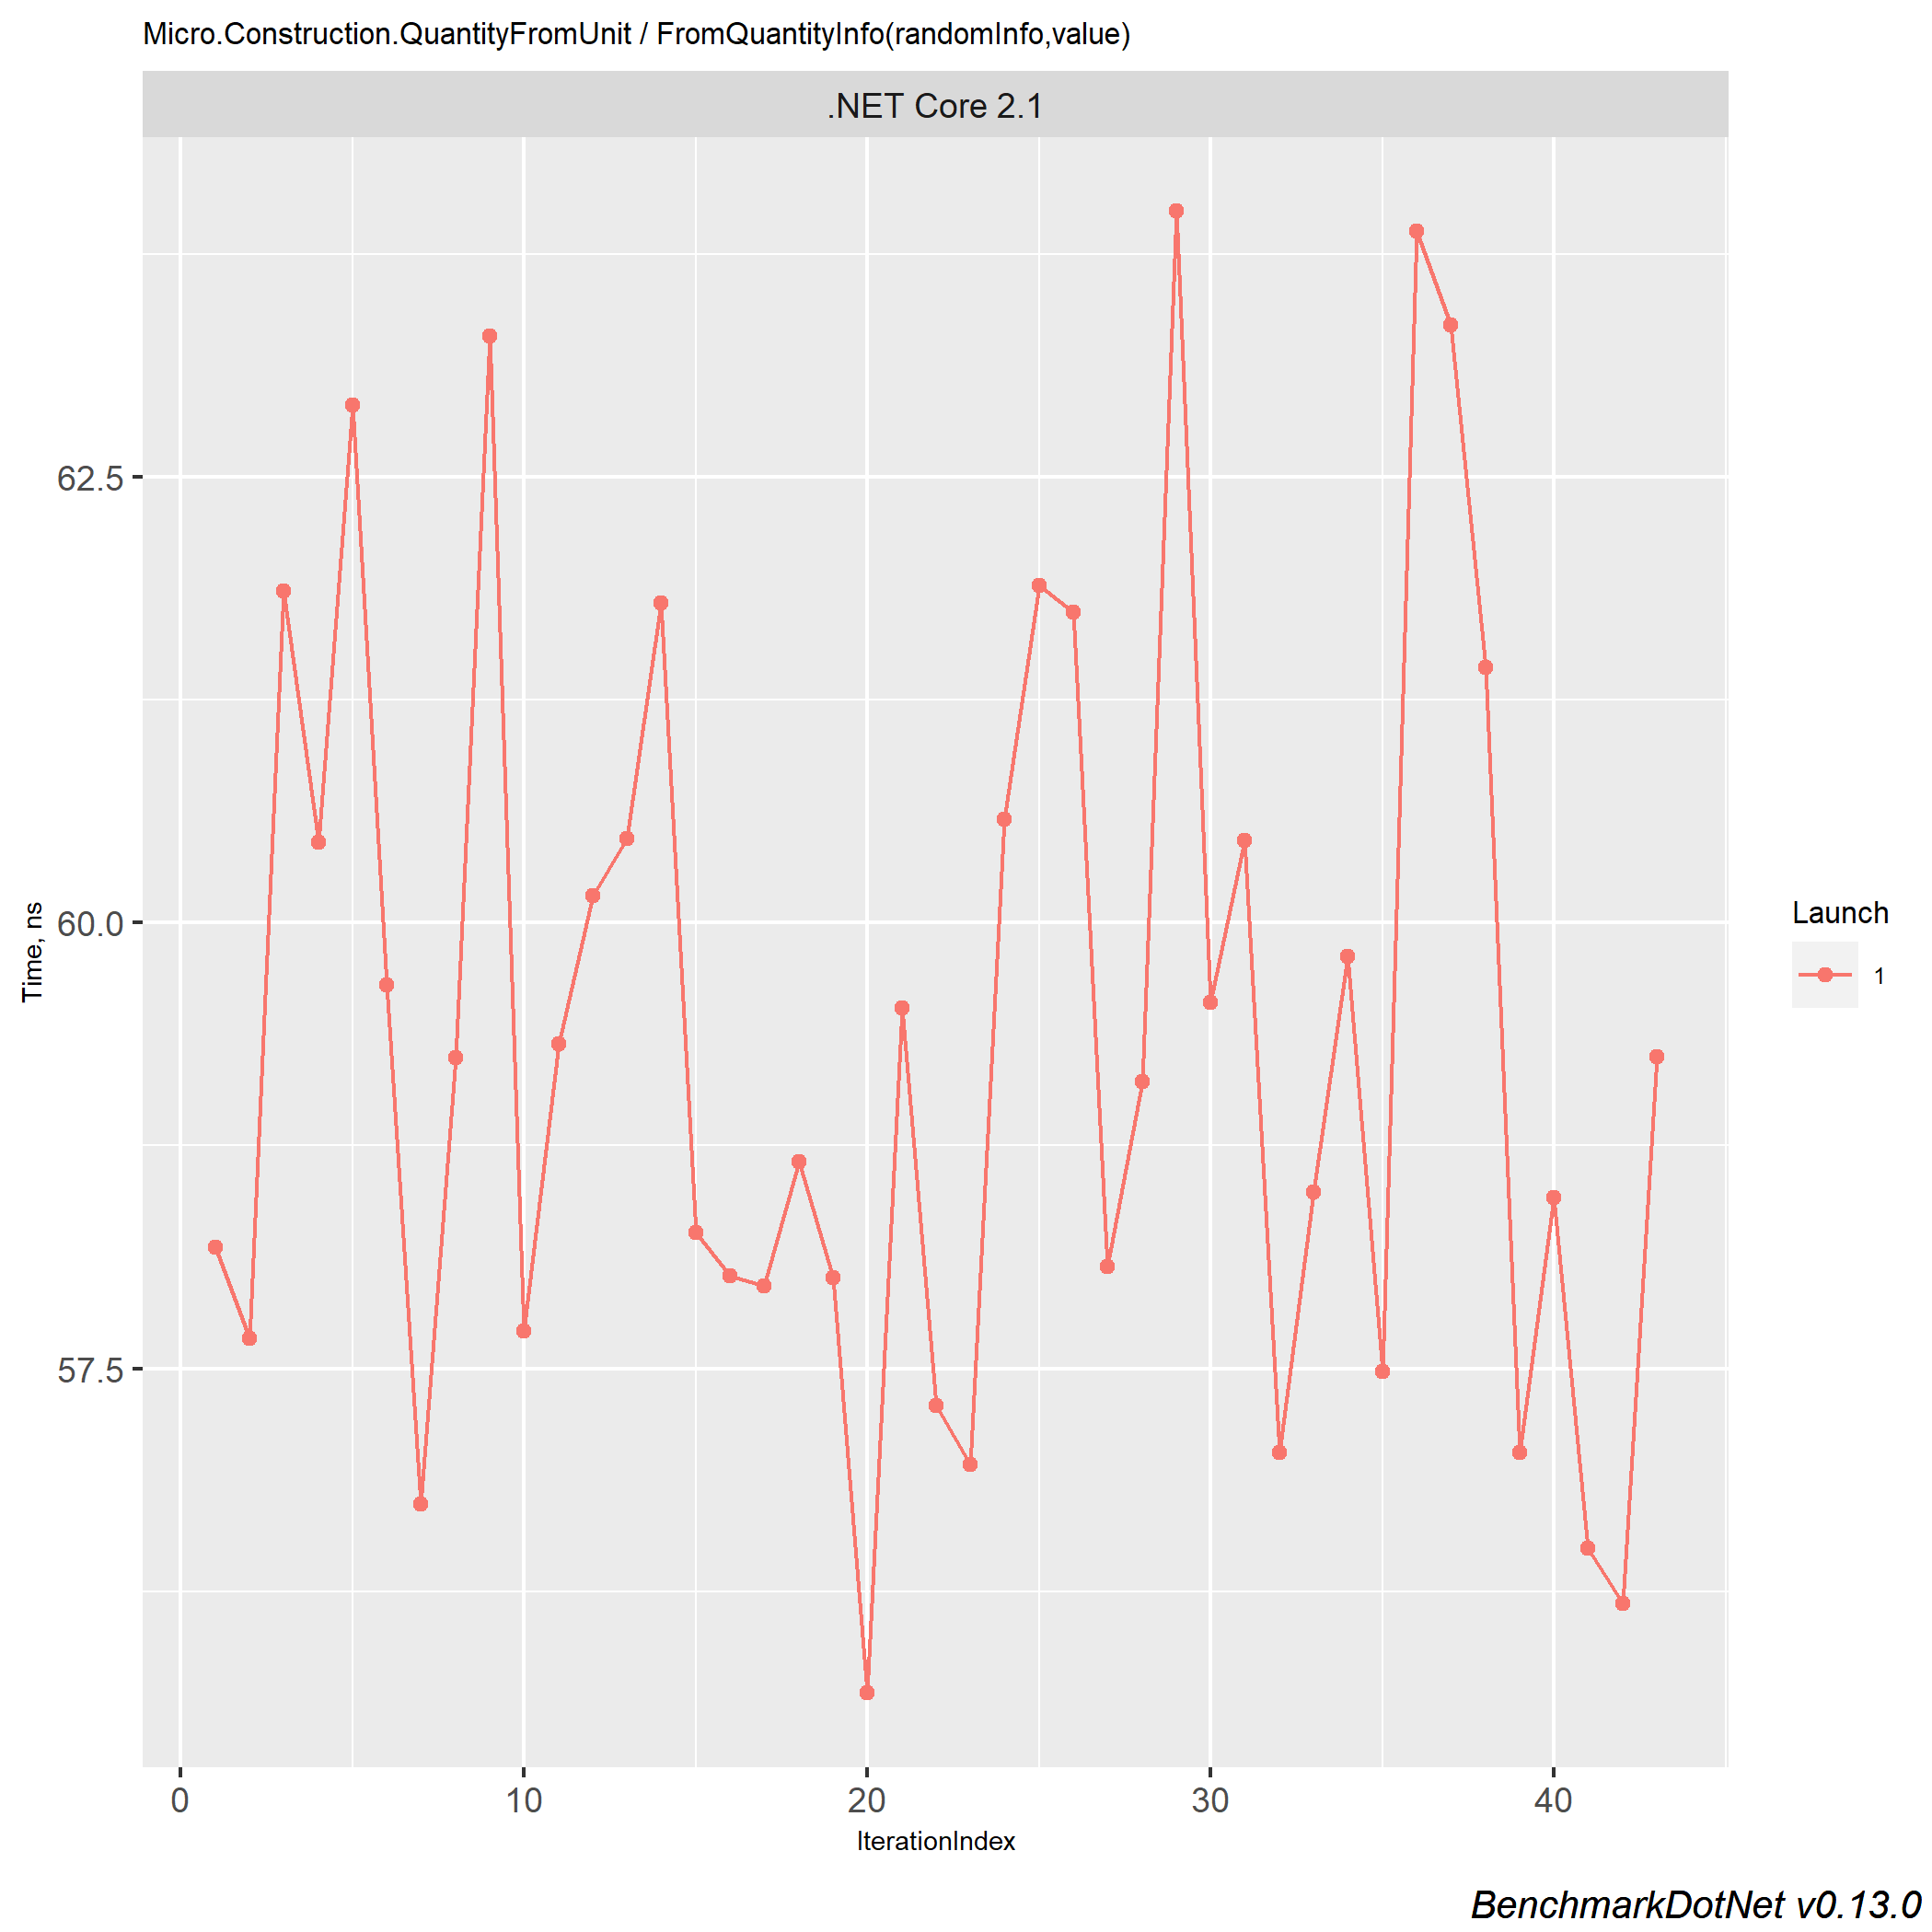 Micro.Construction.QuantityFromUnit / FromQuantityInfo(randomInfo,value)
.NET Core 2.1
62.5
60.0
57.5
Time, ns
0 10 20 30 40
IterationIndex
Launch
1
BenchmarkDotNet v0.13.0